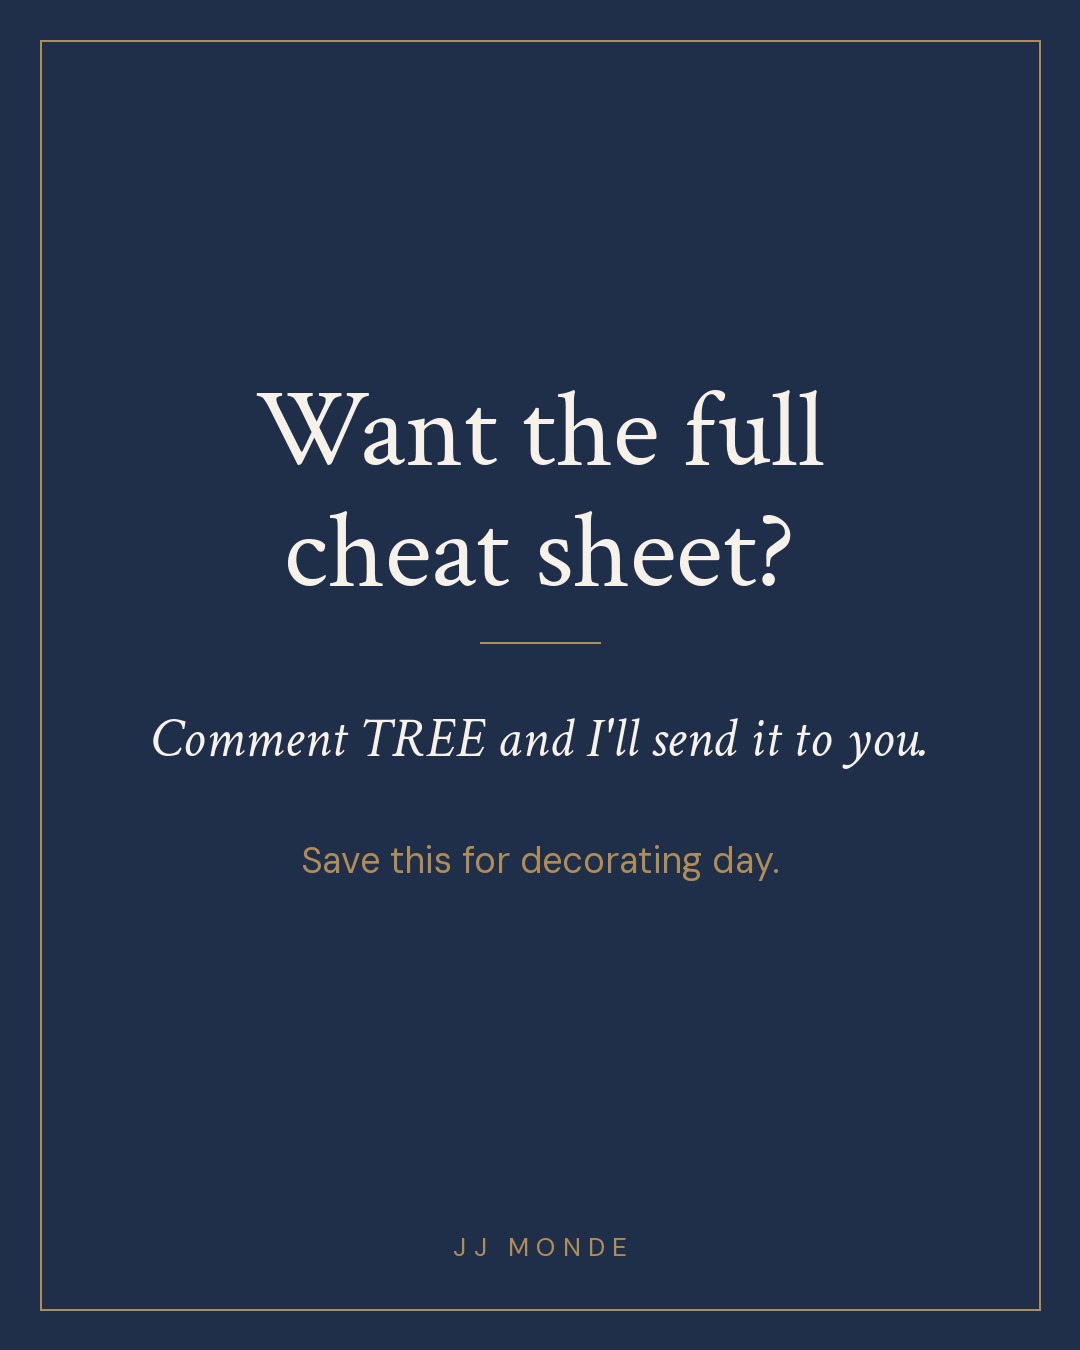 Want the full
cheat sheet?
Comment TREE and I'll send it to you.
Save this for decorating day.
JJ MONDE